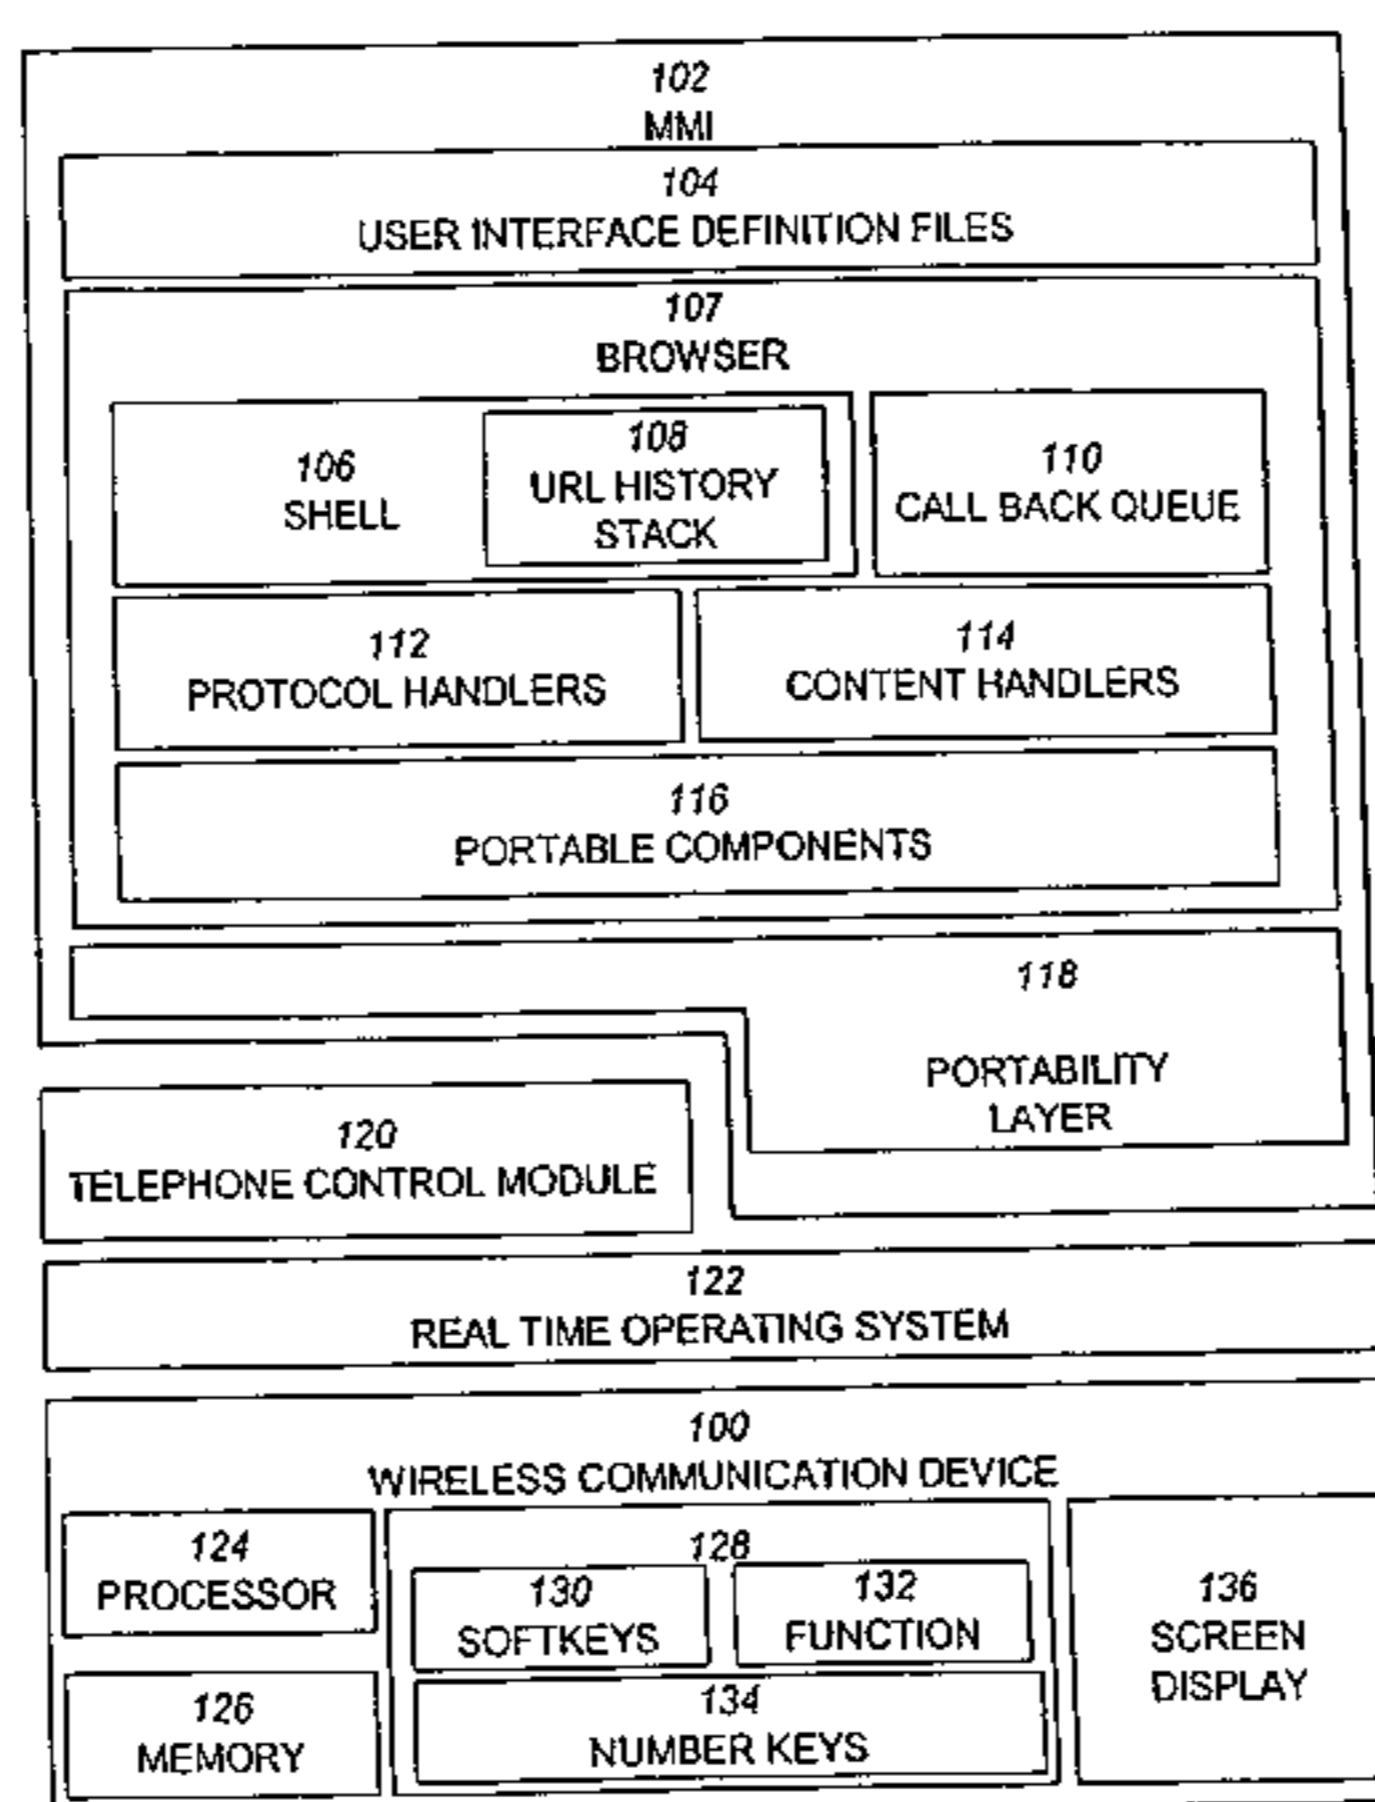 102
MMI
104
USER INTERFACE DEFINITION FILES
107
BROWSER
106
SHELL
108
URL HISTORY
STACK
110
CALL BACK QUEUE
112
PROTOCOL HANDLERS
114
CONTENT HANDLERS
116
PORTABLE COMPONENTS
118
PORTABILITY
LAYER
120
TELEPHONE CONTROL MODULE
122
REAL TIME OPERATING SYSTEM
100
WIRELESS COMMUNICATION DEVICE
124
PROCESSOR
126
MEMORY
128
130
SOFTKEYS
132
FUNCTION
134
NUMBER KEYS
136
SCREEN
DISPLAY